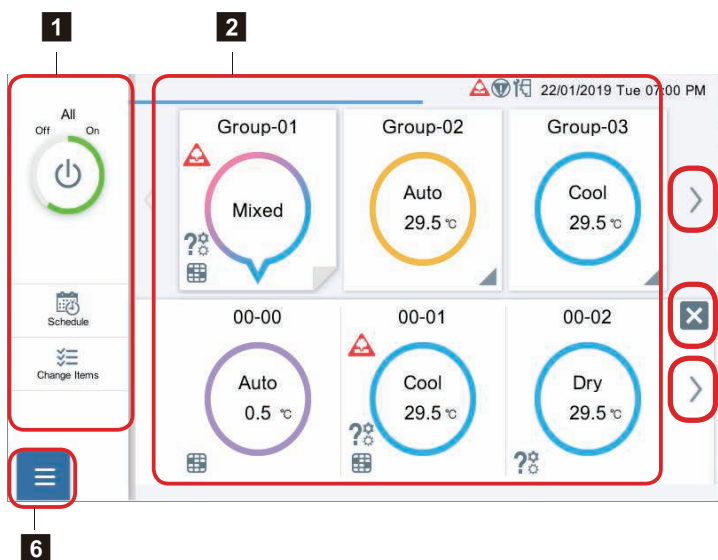 1
2
22/01/2019 Tue 07:00 PM
All
Off On
Schedule
Change Items
Group-01
Mixed
Group-02
Auto
29.5 ℃
Group-03
Cool
29.5 ℃
00-00
Auto
0.5 ℃
00-01
Cool
29.5 ℃
00-02
Dry
29.5 ℃
6